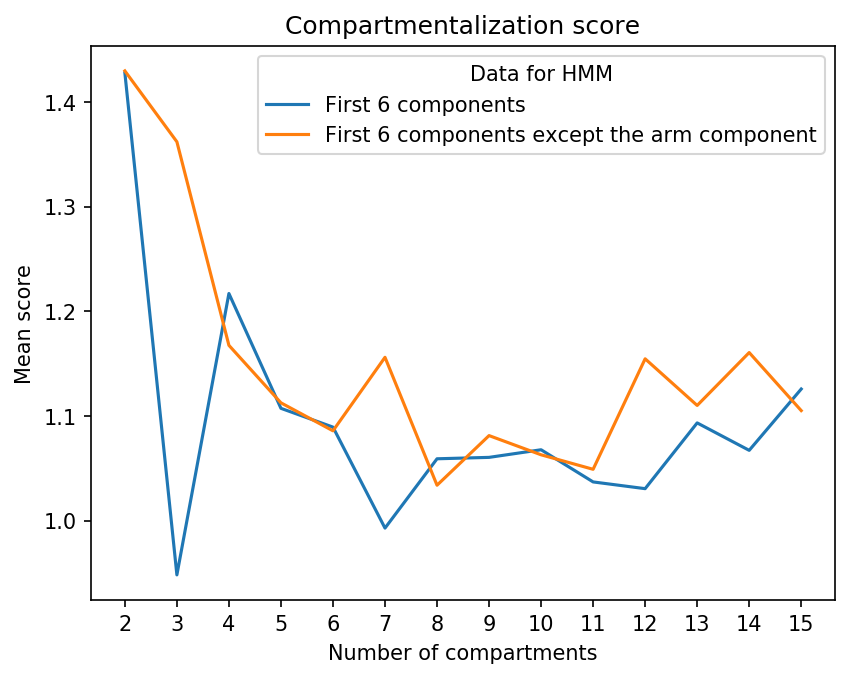 Compartmentalization score
Data for HMM
First 6 components
First 6 components except the arm component
Mean score
1.4
1.3
1.2
1.1
1.0
2 3 4 5 6 7 8 9 10 11 12 13 14 15
Number of compartments